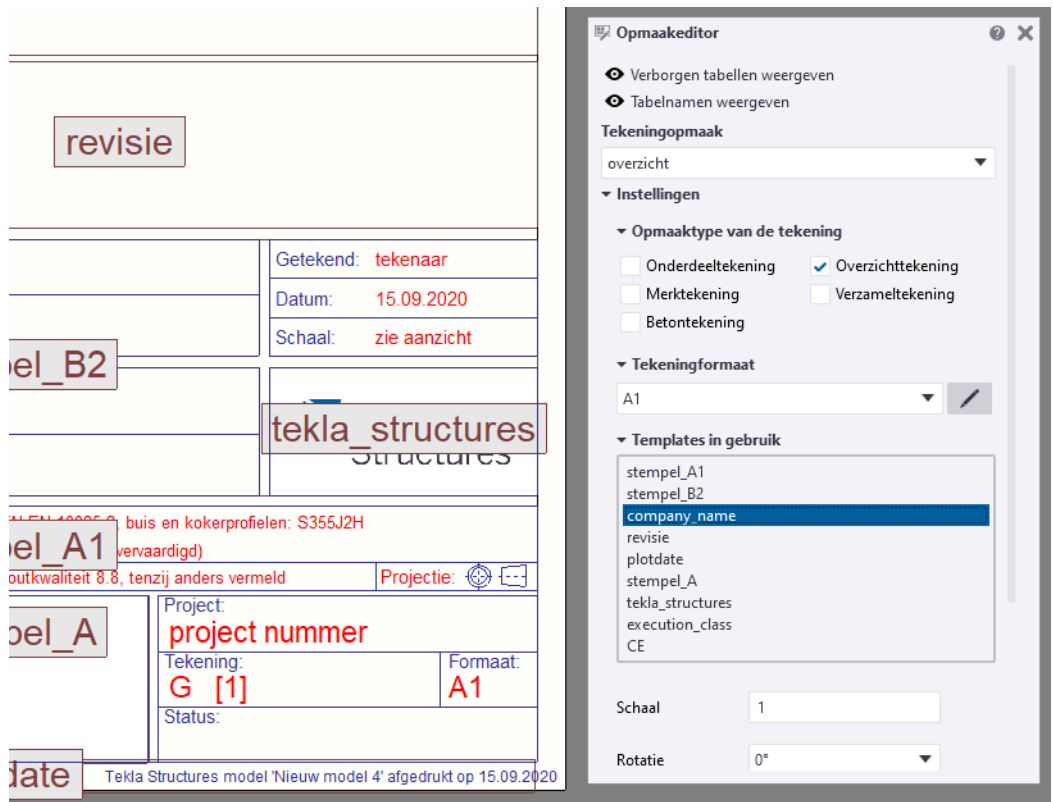 revisie
Getekend: tekenaar
Datum: 15.09.2020
Schaal: zie aanzicht
el_B2
tekla_structures
Structures
buis en kokerprofielen: S355J2H
el_A1
vervaardigd)
outkwaliteit 8.8, tenzij anders vermeld
Projectie:
el_A
Project:
project nummer
Tekening:
G [1]
Formaat:
A1
Status:
date
Tekla Structures model 'Nieuw model 4' afgedrukt op 15.09.2020
Opmaakeditor
Verborgen tabellen weergeven
Tabelnamen weergeven
Tekeningopmaak
overzicht
Instellingen
Opmaaktype van de tekening
Onderdeeltekening
Overzichttekening
Merktekening
Verzameltekening
Betontekening
Tekeningformaat
A1
Templates in gebruik
stempel_A1
stempel_B2
company_name
revisie
plotdate
stempel_A
tekla_structures
execution_class
CE
Schaal 1
Rotatie 0°